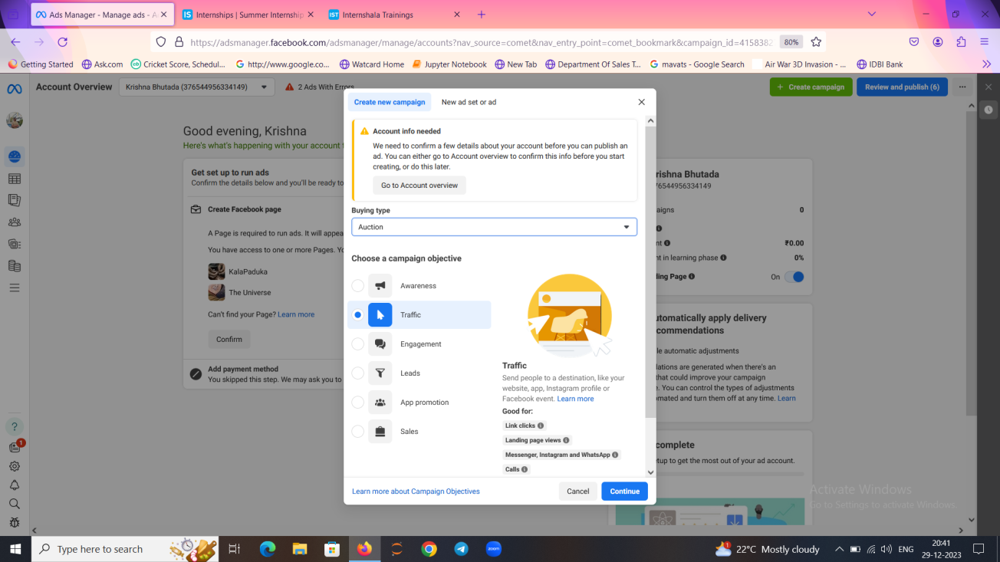 Ads Manager - Manage ads - A
Internships | Summer Internship
Internshala Trainings
https://adsmanager.facebook.com/adsmanager/manage/accounts?nav_source=comet&nav_entry_point=comet_bookmark&campaign_id=4158382
80%
Getting Started
Ask.com
Cricket Score, Schedul...
http://www.google.co...
Watcard Home
Jupyter Notebook
New Tab
Department Of Sales T...
mavats - Google Search
Air War 3D Invasion - ...
IDBI Bank
Account Overview
Krishna Bhutada (376544956334149)
2 Ads With Errors
+ Create campaign
Review and publish (6)
Good evening, Krishna
Here's what's happening with your account
Get set up to run ads
Confirm the details below and you'll be ready to
Create Facebook page
A Page is required to run ads. It will appea
You have access to one or more Pages. Y
KalaPaduka
The Universe
Can't find your Page? Learn more
Confirm
Add payment method
You skipped this step. We may ask you to
Create new campaign
New ad set or ad
Account info needed
We need to confirm a few details about your account before you can publish an
ad. You can either go to Account overview to confirm this info before you start
creating, or do this later.
Go to Account overview
Buying type
Auction
Choose a campaign objective
Awareness
Traffic
Engagement
Leads
App promotion
Sales
Traffic
Send people to a destination, like your
website, app, Instagram profile or
Facebook event. Learn more
Good for:
Link clicks
Landing page views
Messenger, Instagram and WhatsApp
Calls
Learn more about Campaign Objectives
Cancel
Continue
rishna Bhutada
76544956334149
aigns 0
nt ₹0.00
nt in learning phase 0%
ling Page On
utomatically apply delivery
commendations
le automatic adjustments
lations are generated when there's an
that could improve your campaign
e. You can control the types of adjustments
omated and turn them off at any time. Learn
complete
etup to get the most out of your ad account.
Activate Windows
Go to Settings to activate Windows.
1
Type here to search
zoom
1
22°C Mostly cloudy
ENG
20:41
29-12-2023